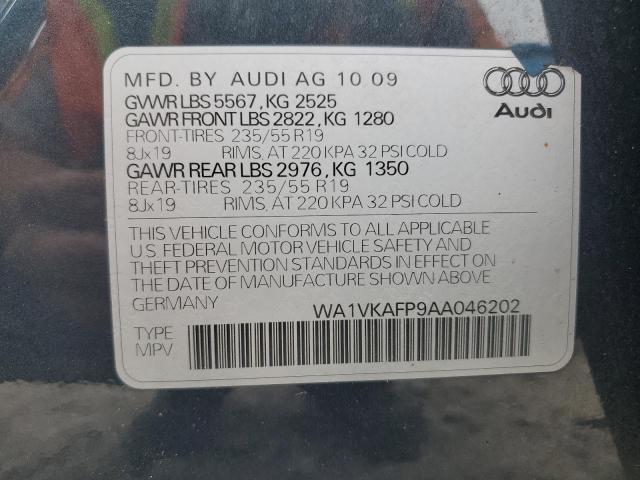 MFD. BY AUDI AG 10 09
GVWR LBS 5567, KG 2525
GAWR FRONT LBS 2822, KG 1280
FRONT-TIRES 235/55 R19
8Jx19 RIMS, AT 220 KPA 32 PSI COLD
GAWR REAR LBS 2976, KG 1350
REAR-TIRES 235/55 R19
8Jx19 RIMS, AT 220 KPA 32 PSI COLD
Audi
THIS VEHICLE CONFORMS TO ALL APPLICABLE
U.S. FEDERAL MOTOR VEHICLE SAFETY AND
THEFT PREVENTION STANDARDS IN EFFECT ON
THE DATE OF MANUFACTURE SHOWN ABOVE.
GERMANY WA1VKAFP9AA046202
TYPE
MPV